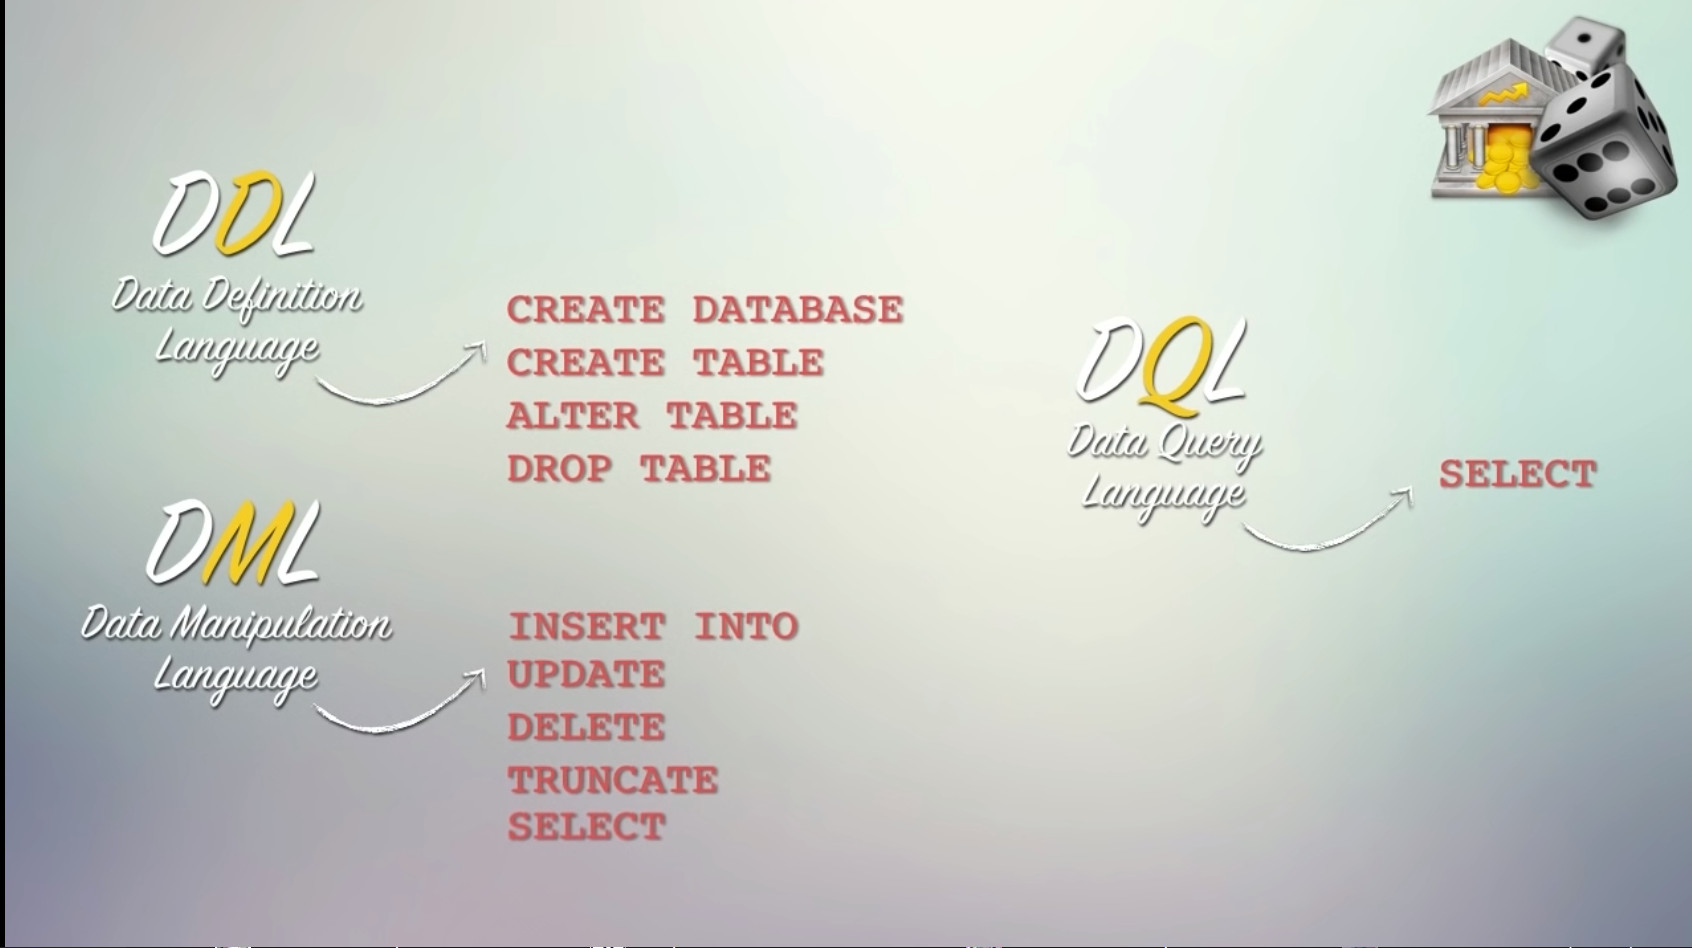 DDL
Data Definition
Language
CREATE DATABASE
CREATE TABLE
ALTER TABLE
DROP TABLE
DML
Data Manipulation
Language
INSERT INTO
UPDATE
DELETE
TRUNCATE
SELECT
DQL
Data Query
Language
SELECT